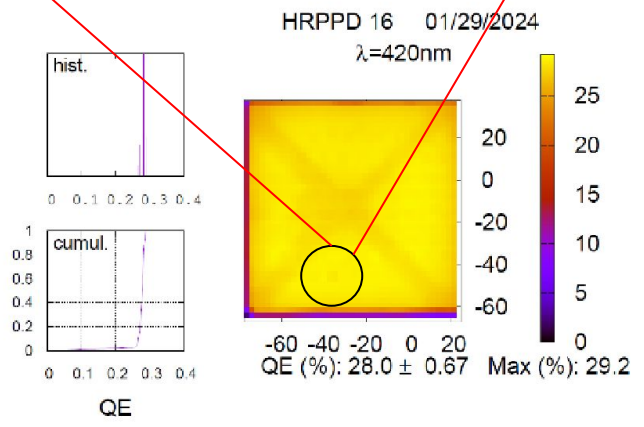 HRPPD 16 01/29/2024
λ=420nm
hist.
0 0.1 0.2 0.3 0.4
cumul.
1
0.8
0.6
0.4
0.2
0
0 0.1 0.2 0.3 0.4
QE
20
0
-20
-40
-60
-60 -40 -20 0 20
25
20
15
10
5
0
QE (%): 28.0 ± 0.67 Max (%): 29.2